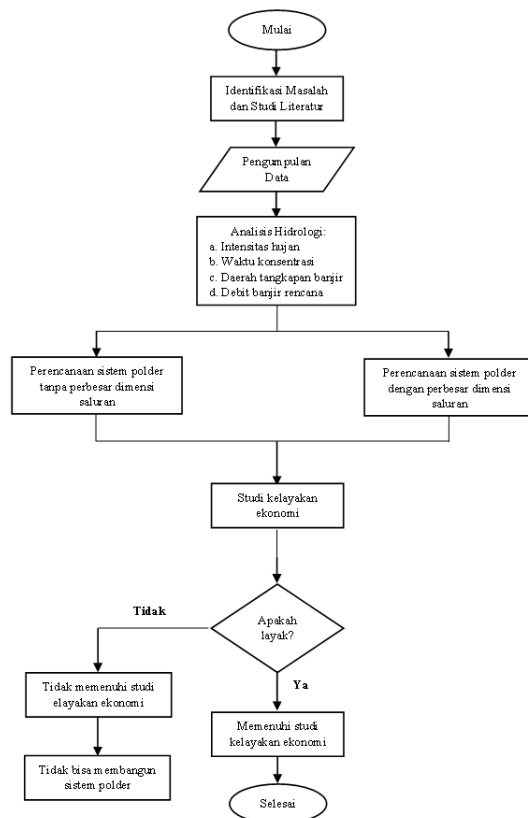 Mulai
Identifikasi Masalah
dan Studi Literatur
Pengumpulan
Data
Analisis Hidrologi:
a. Intensitas hujan
b. Waktu konsentrasi
c. Daerah tangkapan banjir
d. Debit banjir rencana
Perencanaan sistem polder
tanpa perbesar dimensi
saluran
Perencanaan sistem polder
dengan perbesar dimensi
saluran
Studi kelayakan
ekonomi
Apakah
layak?
Tidak
Ya
Tidak memenuhi studi
elayakan ekonomi
Memenuhi studi
kelayakan ekonomi
Tidak bisa membangun
sistem polder
Selesai